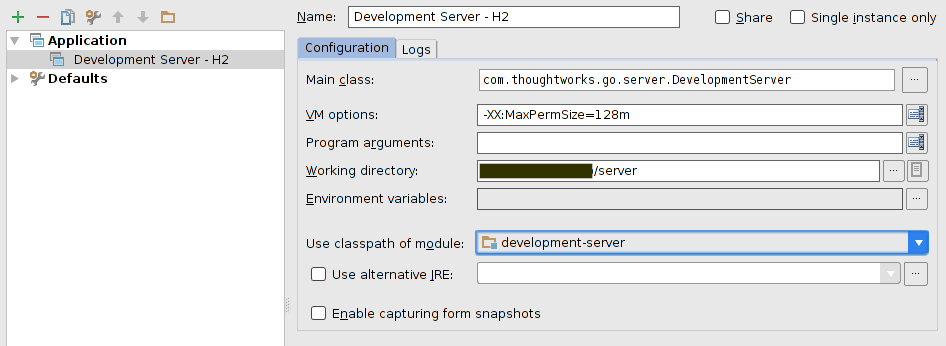 Name: Development Server - H2 Share Single instance only
Application
Development Server - H2
Defaults
Configuration Logs
Main class: com.thoughtworks.go.server.DevelopmentServer ...
VM options: -XX:MaxPermSize=128m
Program arguments:
Working directory: /server ...
Environment variables: ...
Use classpath of module: development-server
Use alternative JRE: ...
Enable capturing form snapshots